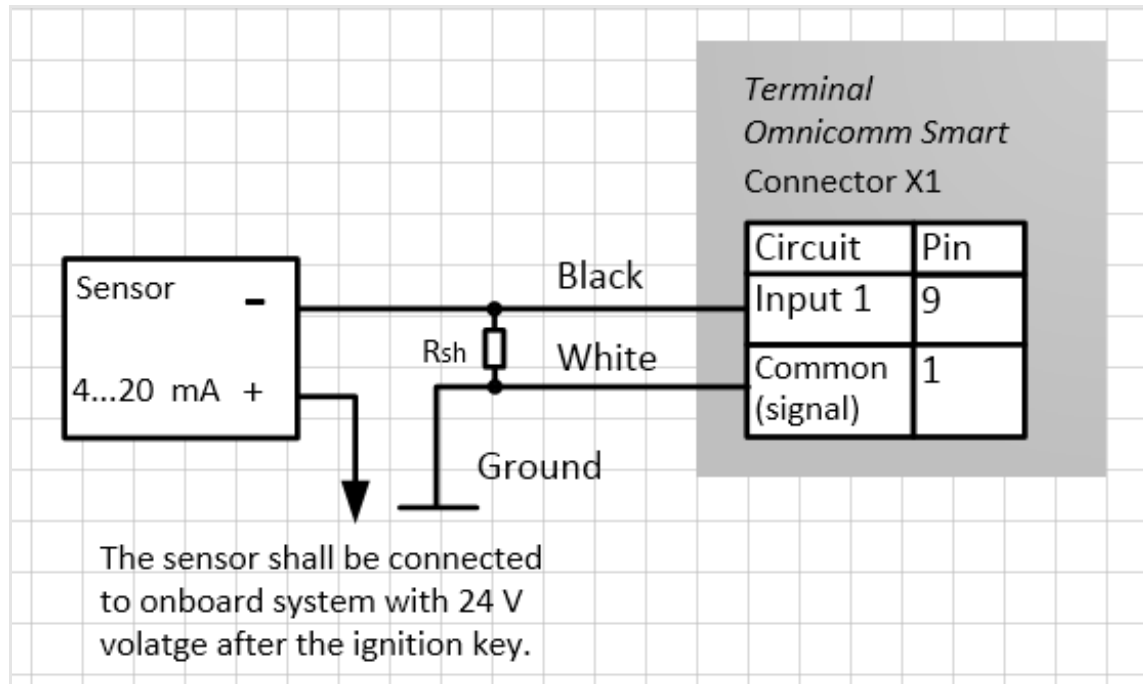 Terminal
Omnicomm Smart
Connector X1
Circuit Pin
Input 1 9
Common 1
(signal)
Black
White
Sensor -
4...20 mA +
Rsh
Ground
The sensor shall be connected
to onboard system with 24 V
volatge after the ignition key.